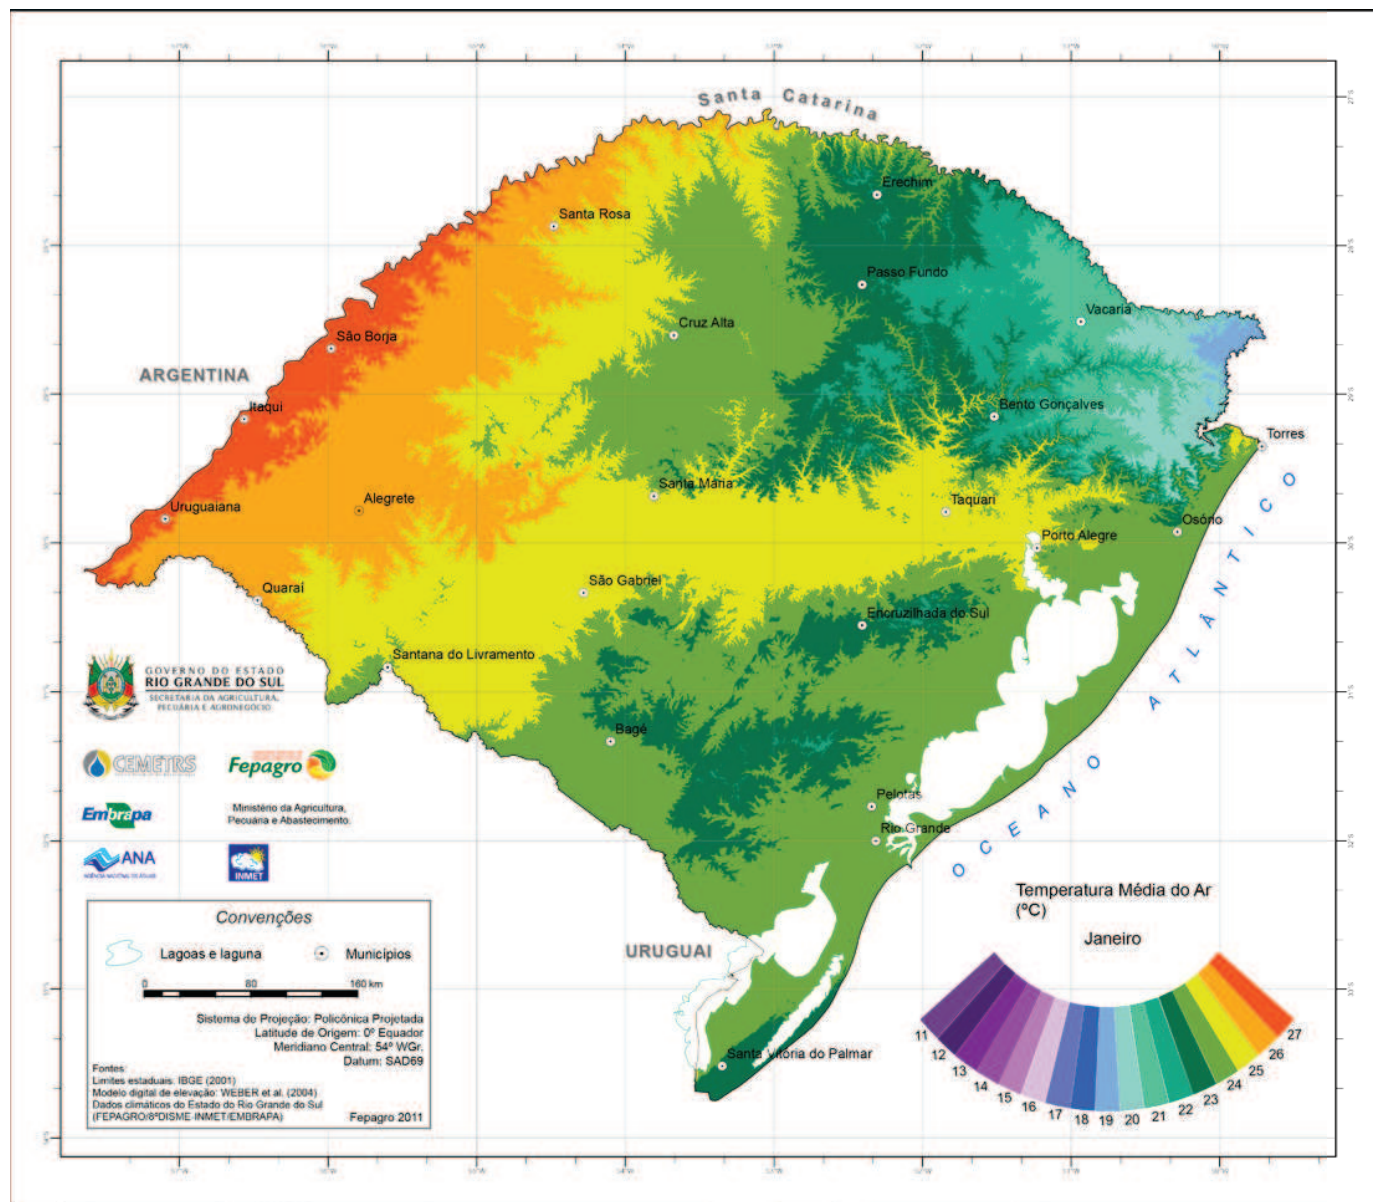 Santa Catarina
Erechim
Santa Rosa
Passo Fundo
Vacaria
Cruz Alta
São Borja
ARGENTINA
Itaqui
Bento Gonçalves
Torres
Santa Maria
Alegrete
Taquari
Uruguaiana
Osório
Porto Alegre
São Gabriel
Quaraí
Encruzilhada do Sul
Santana do Livramento
Bagé
Pelotas
Rio Grande
OCEANO ATLÂNTICO
URUGUAI
Santa Vitória do Palmar
GOVERNO DO ESTADO
RIO GRANDE DO SUL
SECRETARIA DA AGRICULTURA,
PECUÁRIA E AGRONEGÓCIO
CEMETRS
Fepagro
Embrapa
Ministério da Agricultura,
Pecuária e Abastecimento.
ANA
INMET
Convenções
Lagoas e laguna
Municípios
0 80 160 km
Sistema de Projeção: Policônica Projetada
Latitude de Origem: 0º Equador
Meridiano Central: 54º WGr.
Datum: SAD69
Fontes:
Limites estaduais: IBGE (2001)
Modelo digital de elevação: WEBER et al. (2004)
Dados climáticos do Estado do Rio Grande do Sul
(FEPAGRO/8ºDISME-INMET/EMBRAPA)
Fepagro 2011
Temperatura Média do Ar
(ºC)
Janeiro
11 12 13 14 15 16 17 18 19 20 21 22 23 24 25 26 27